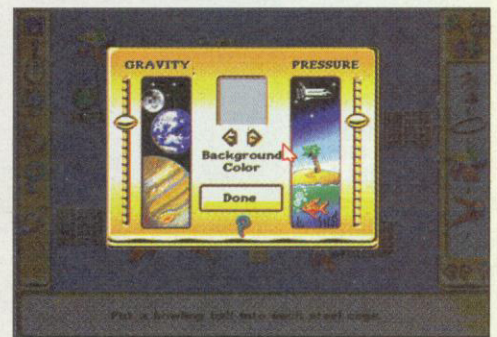 GRAVITY
PRESSURE
Background
Color
Done
?
Put a bowling ball into each steel cage.